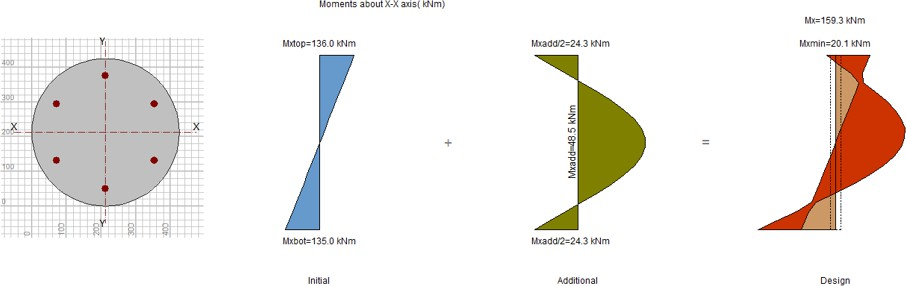 Moments about X-X axis( kNm)
Mx=159.3 kNm
Mxtop=136.0 kNm
Mxadd/2=24.3 kNm
Mxmin=20.1 kNm
Y
400
300
X
200
X
100
0
Y
0
100
200
300
400
Mxadd=48.5 kNm
+
=
Mxbot=135.0 kNm
Mxadd/2=24.3 kNm
Initial
Additional
Design